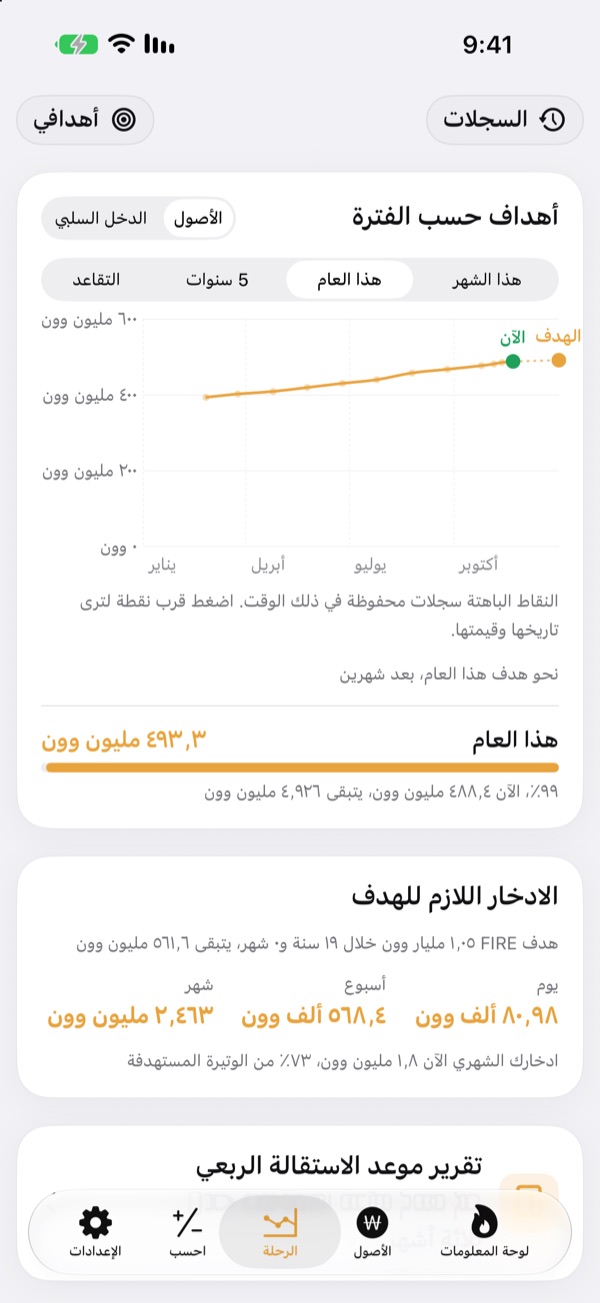 9:41
السجلات
أهدافي
أهداف حسب الفترة
الأصول
الدخل السلبي
هذا الشهر
هذا العام
5 سنوات
التقاعد
٦٠٠ مليون وون
٤٠٠ مليون وون
٢٠٠ مليون وون
٠ وون
الآن
الهدف
يناير
أبريل
يوليو
أكتوبر
النقاط الباهتة سجلات محفوظة في ذلك الوقت. اضغط قرب نقطة لترى
تاريخها وقيمتها.
نحو هدف هذا العام، بعد شهرين
هذا العام
٤٩٣,٣ مليون وون
٩٩٪، الآن ٤٨٨,٤ مليون وون، يتبقى ٤,٩٢٦ مليون وون
الادخار اللازم للهدف
هدف FIRE ١,٠٥ مليار وون خلال ١٩ سنة و٠ شهر، يتبقى ٥٦١,٦ مليون وون
يوم
٨٠,٩٨ ألف وون
أسبوع
٥٦٨,٤ ألف وون
شهر
٢,٤٦٣ مليون وون
ادخارك الشهري الآن ١,٨ مليون وون، ٧٣٪ من الوتيرة المستهدفة
تقرير موعد الاستقالة الربعي
لوحة المعلومات
الأصول
الرحلة
احسب
الإعدادات